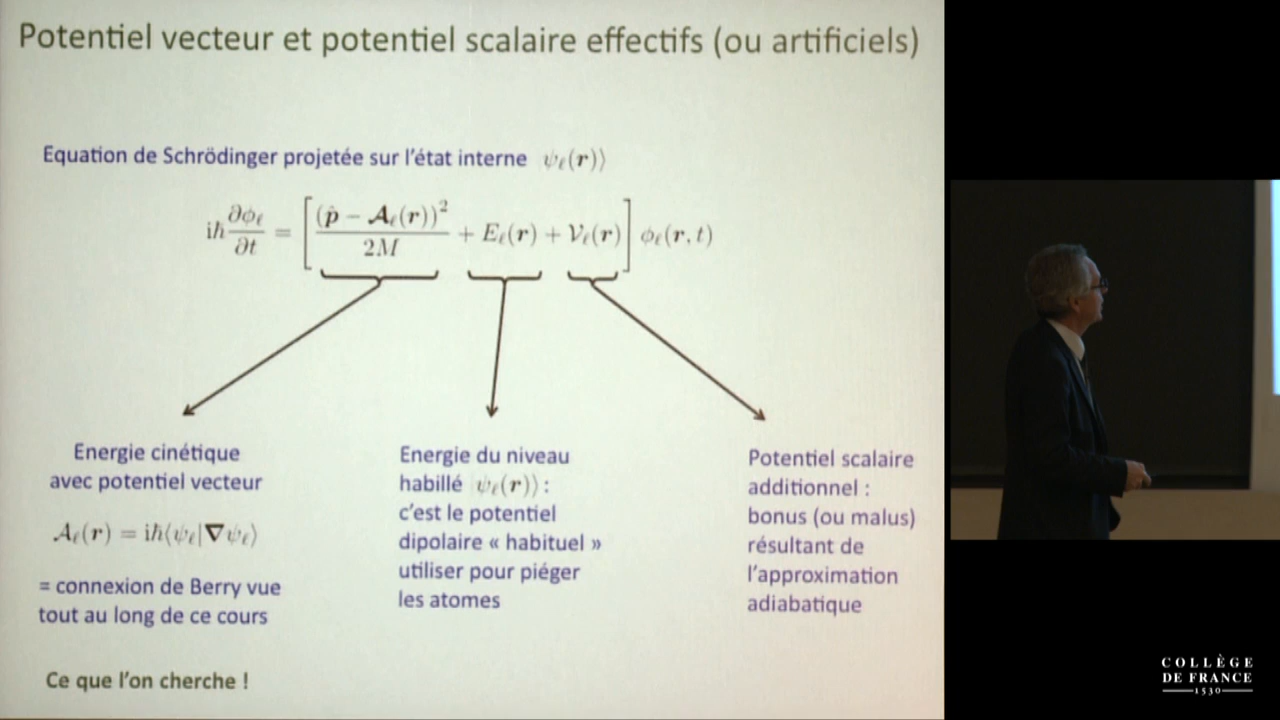 Potentiel vecteur et potentiel scalaire effectifs (ou artificiels)
Equation de Schrödinger projetée sur l'état interne ψℓ(r)⟩
iħ ∂ϕℓ/∂t = [ (p̂ − 𝒜ℓ(r))² / 2M + Eℓ(r) + 𝒱ℓ(r) ] ϕℓ(r, t)
Energie cinétique
avec potentiel vecteur
𝒜ℓ(r) = iħ⟨ψℓ|∇ψℓ⟩
= connexion de Berry vue
tout au long de ce cours
Ce que l'on cherche !
Energie du niveau
habillé ψℓ(r)⟩ :
c'est le potentiel
dipolaire « habituel »
utiliser pour piéger
les atomes
Potentiel scalaire
additionnel :
bonus (ou malus)
résultant de
l'approximation
adiabatique
COLLÈGE
DE FRANCE
1530